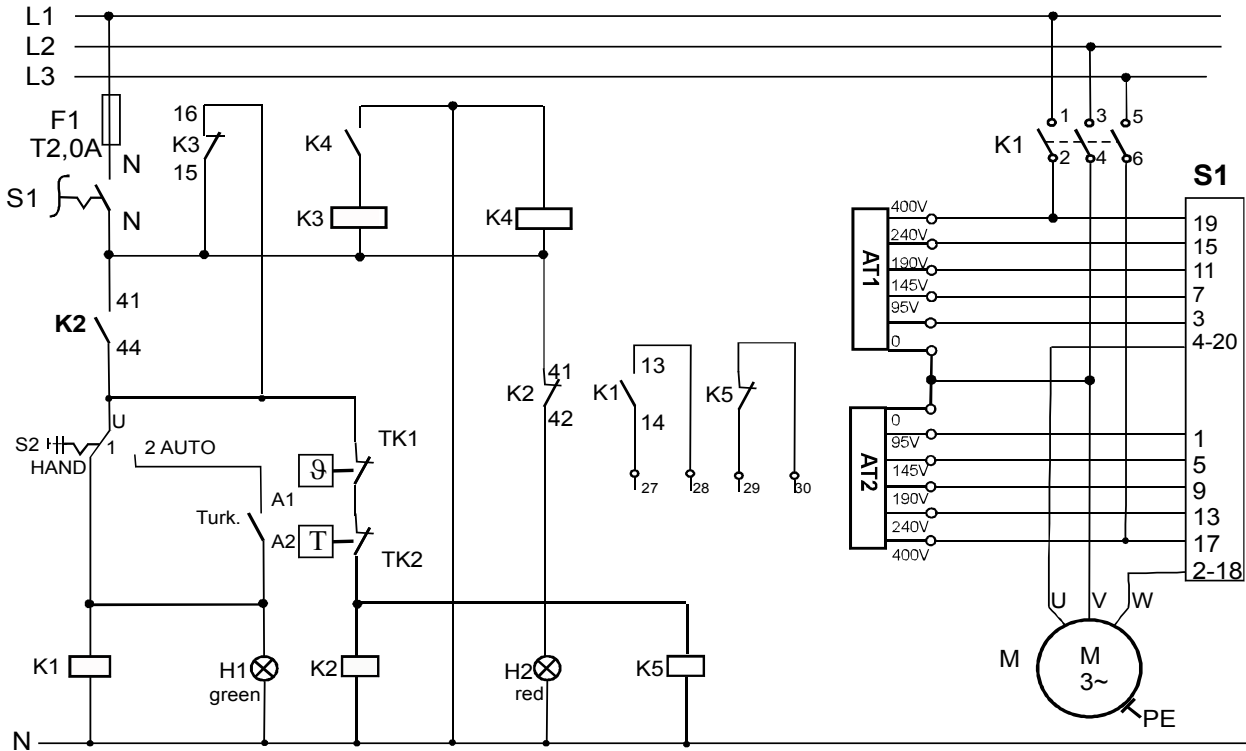 L1
L2
L3
F1
T2,0A
N
S1
N
16
K3
15
K4
K3
K4
K1
1
3
5
2
4
6
S1
400V
240V
190V
145V
95V
0
AT1
19
15
11
7
3
4-20
41
K2
44
41
K2
42
K1
13
14
27
28
K5
29
30
0
95V
145V
190V
240V
400V
AT2
1
5
9
13
17
2-18
U
S2
1
2 AUTO
HAND
TK1
ϑ
A1
Turk.
A2
T
TK2
K1
H1
green
K2
H2
red
K5
U
V
W
M
M
3~
PE
N